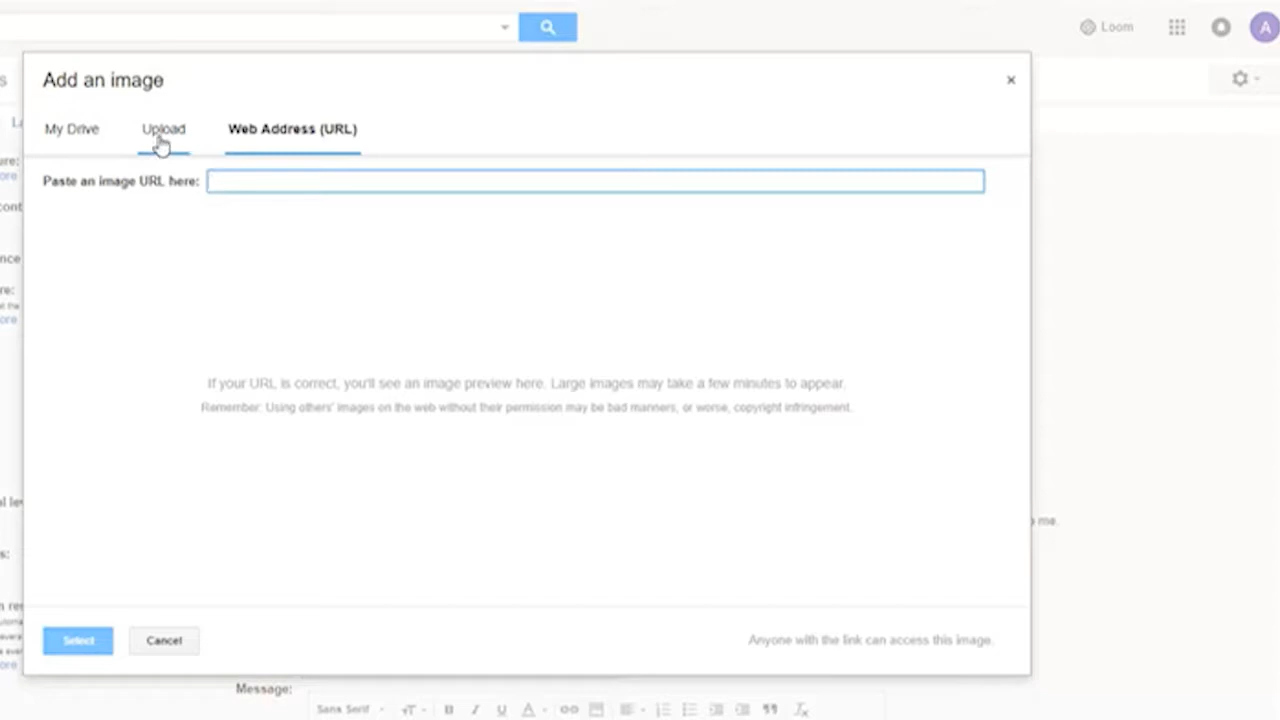 Loom
A
Add an image
×
My Drive
Upload
Web Address (URL)
Paste an image URL here:
If your URL is correct, you'll see an image preview here. Large images may take a few minutes to appear.
Remember: Using others' images on the web without their permission may be bad manners, or worse, copyright infringement.
me.
Select
Cancel
Anyone with the link can access this image.
Message:
Sans Serif
B I U A